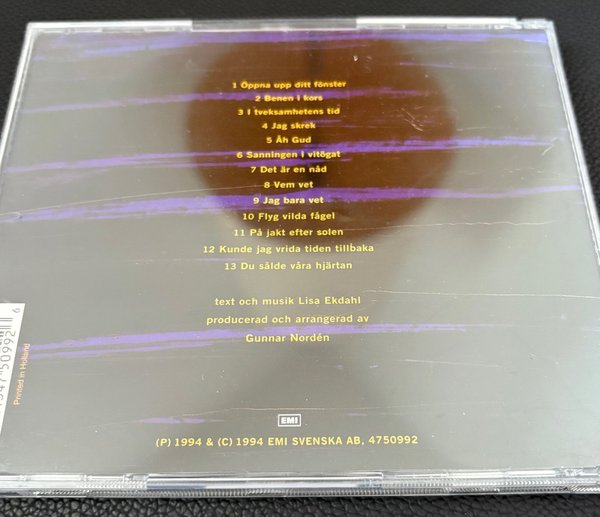 1 Öppna upp ditt fönster
2 Benen i kors
3 I tveksamhetens tid
4 Jag skrek
5 Åh Gud
6 Sanningen i vitögat
7 Det är en nåd
8 Vem vet
9 Jag bara vet
10 Flyg vilda fågel
11 På jakt efter solen
12 Kunde jag vrida tiden tillbaka
13 Du sålde våra hjärtan
text och musik Lisa Ekdahl
producerad och arrangerad av
Gunnar Nordén
EMI
(P) 1994 & (C) 1994 EMI SVENSKA AB, 4750992
Printed in Holland